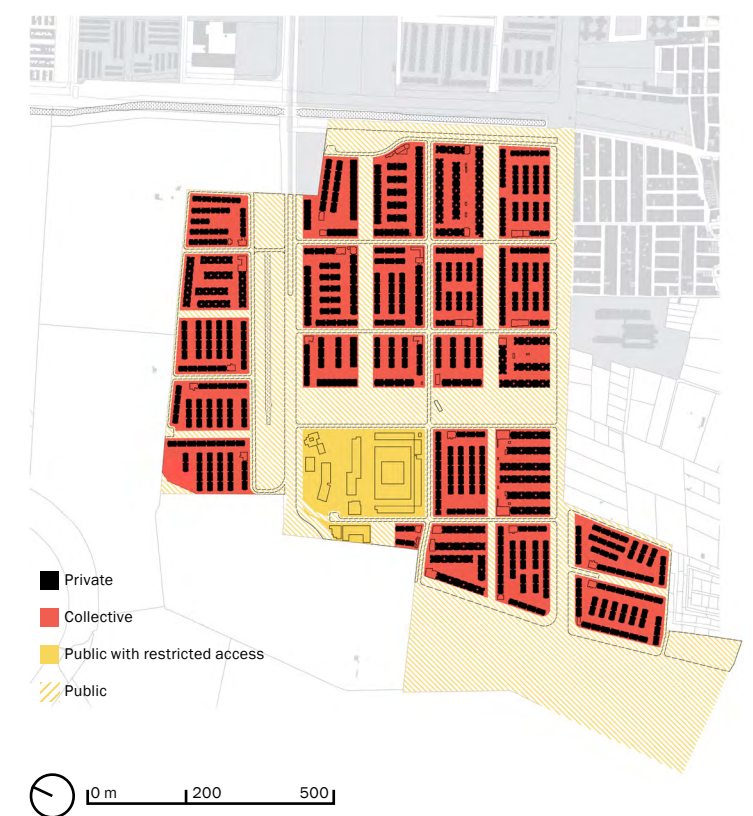 Private
Collective
Public with restricted access
Public
0 m 200 500